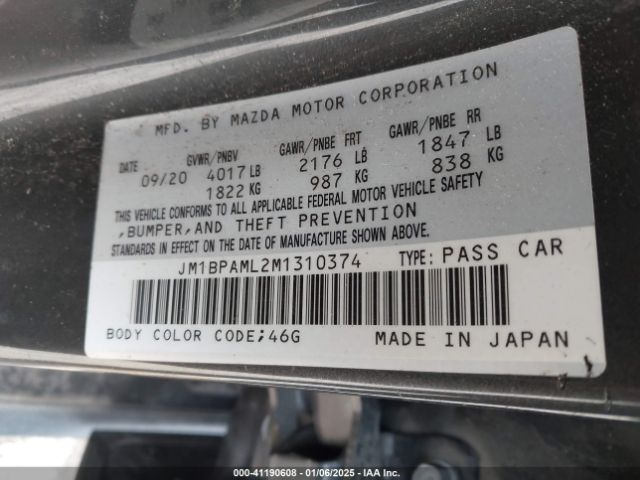 MFD. BY MAZDA MOTOR CORPORATION
DATE GVWR/PNBV GAWR/PNBE FRT GAWR/PNBE RR
09/20 4017 LB 2176 LB 1847 LB
1822 KG 987 KG 838 KG
THIS VEHICLE CONFORMS TO ALL APPLICABLE FEDERAL MOTOR VEHICLE SAFETY
,BUMPER,AND THEFT PREVENTION
STANDARDS IN EFFECT ON THE DATE OF MANUFACTURE SHOWN ABOVE.
JM1BPAML2M1310374 TYPE: PASS CAR
BODY COLOR CODE;46G MADE IN JAPAN
000-41190608 - 01/06/2025 - IAA Inc.